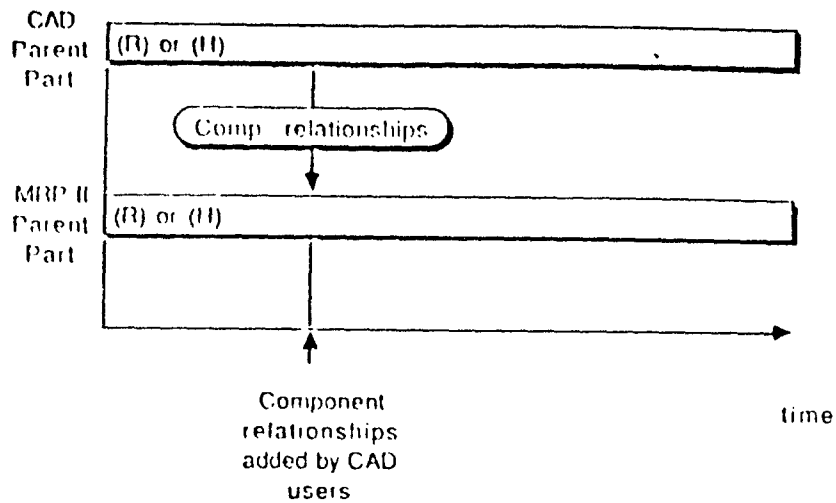 CAD
Parent
Part
(R) or (H)
Comp relationships
MRP II
Parent
Part
(R) or (H)
Component
relationships
added by CAD
users
time